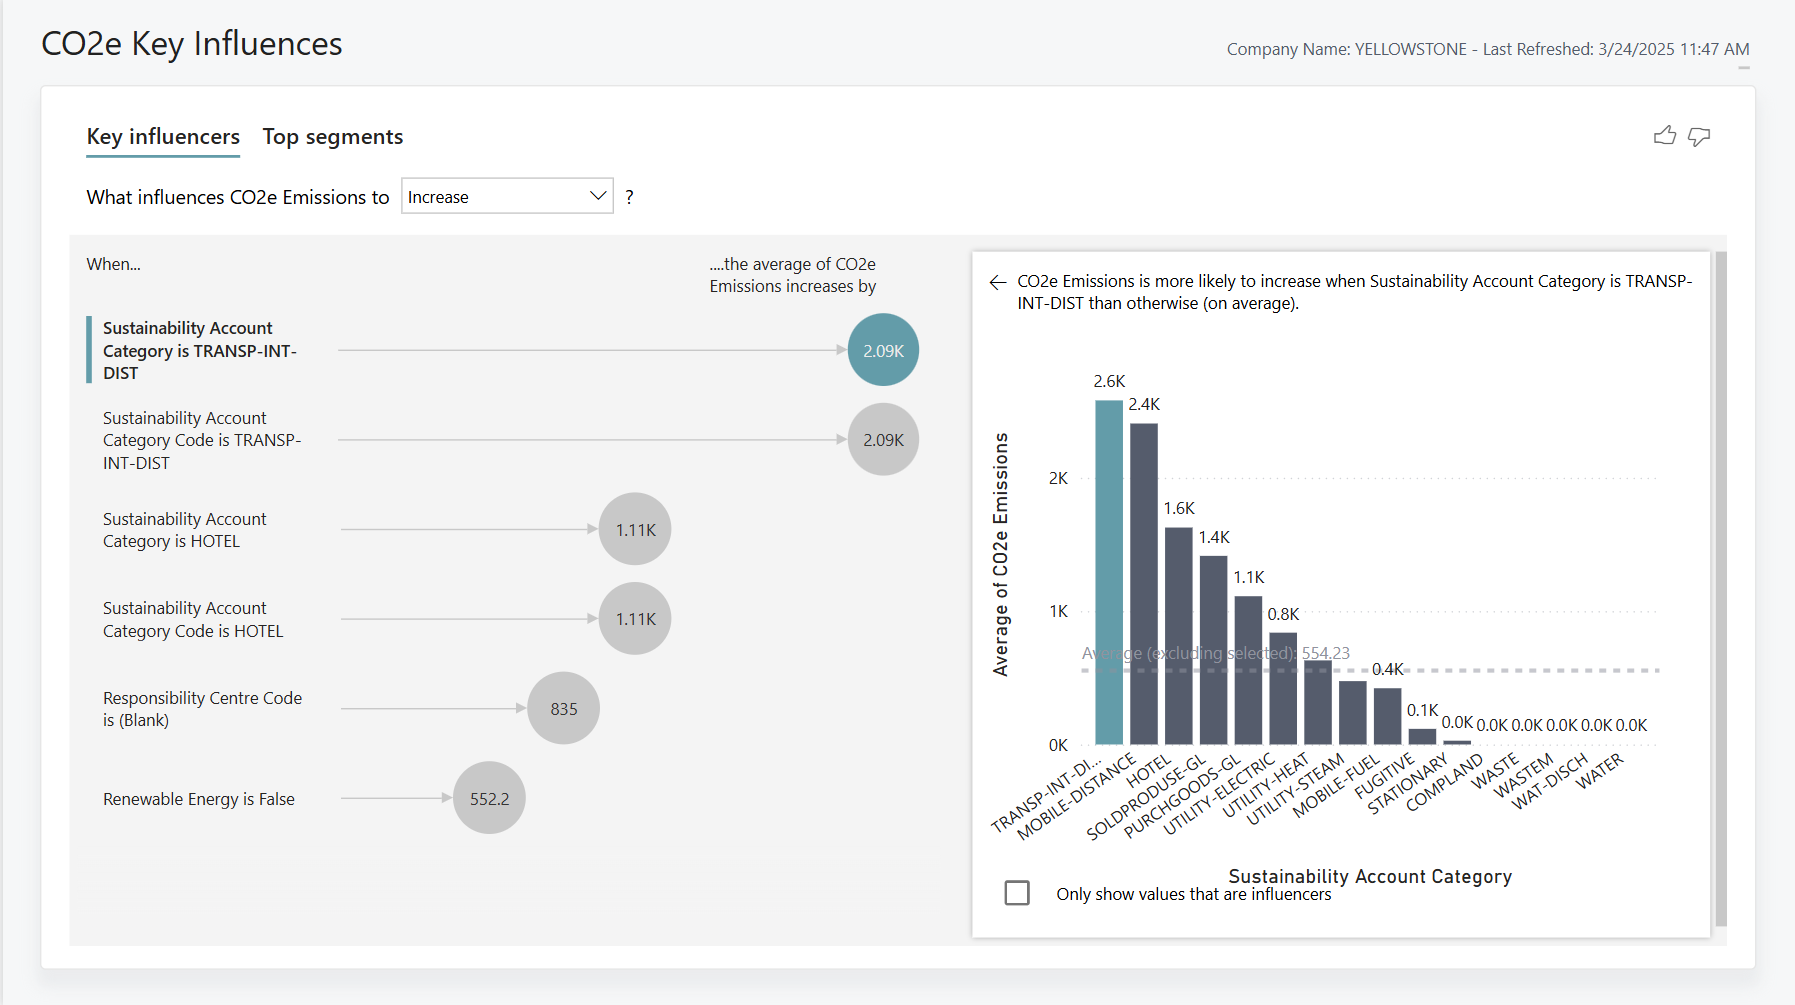 CO2e Key Influences
Company Name: YELLOWSTONE - Last Refreshed: 3/24/2025 11:47 AM
Key influencers
Top segments
What influences CO2e Emissions to
Increase
?
When...
....the average of CO2e
Emissions increases by
Sustainability Account
Category is TRANSP-INT-
DIST
2.09K
Sustainability Account
Category Code is TRANSP-
INT-DIST
2.09K
Sustainability Account
Category is HOTEL
1.11K
Sustainability Account
Category Code is HOTEL
1.11K
Responsibility Centre Code
is (Blank)
835
Renewable Energy is False
552.2
CO2e Emissions is more likely to increase when Sustainability Account Category is TRANSP-
INT-DIST than otherwise (on average).
Average of CO2e Emissions
2K
1K
0K
2.6K
2.4K
1.6K
1.4K
1.1K
0.8K
Average (excluding selected): 554.23
0.4K
0.1K
0.0K
0.0K
0.0K
0.0K
0.0K
0.0K
TRANSP-INT-DI...
MOBILE-DISTANCE
HOTEL
SOLDPRODUSE-GL
PURCHGOODS-GL
UTILITY-ELECTRIC
UTILITY-HEAT
UTILITY-STEAM
MOBILE-FUEL
FUGITIVE
STATIONARY
COMPLAND
WASTE
WASTEM
WAT-DISCH
WATER
Sustainability Account Category
Only show values that are influencers